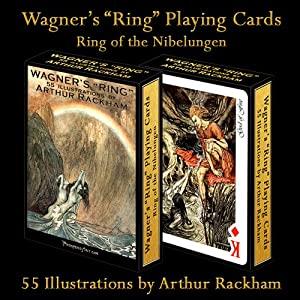 Wagner's “Ring” Playing Cards
Ring of the Nibelungen
WAGNER'S “RING”
55 ILLUSTRATIONS BY
ARTHUR RACKHAM
Wagner's “Ring” Playing Cards
Ring of the Nibelungen
K
Wagner's “Ring” Playing Cards
55 Illustrations by Arthur Rackham
55 Illustrations by Arthur Rackham